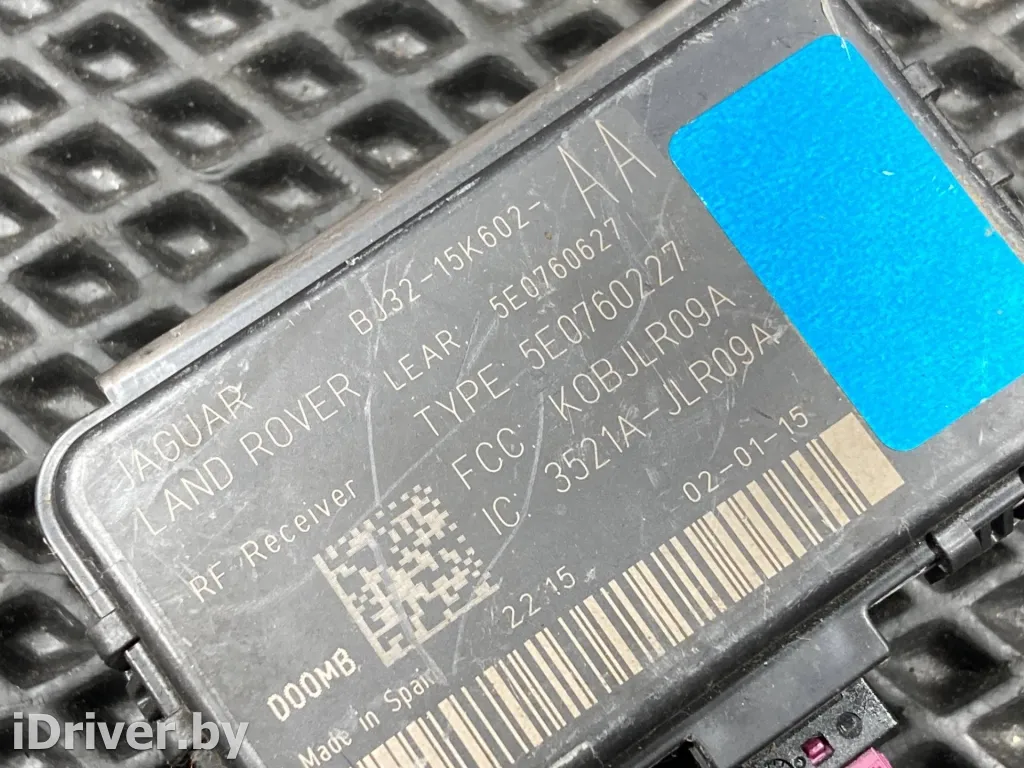 JAGUAR
LAND ROVER
RF Receiver
BJ32-15K602-AA
LEAR: 5E0760627
TYPE: 5E0760227
FCC: KOBJLR09A
IC: 3521A-JLR09A
D00MB
22:15
02-01-15
Made in Spain
iDriver.by